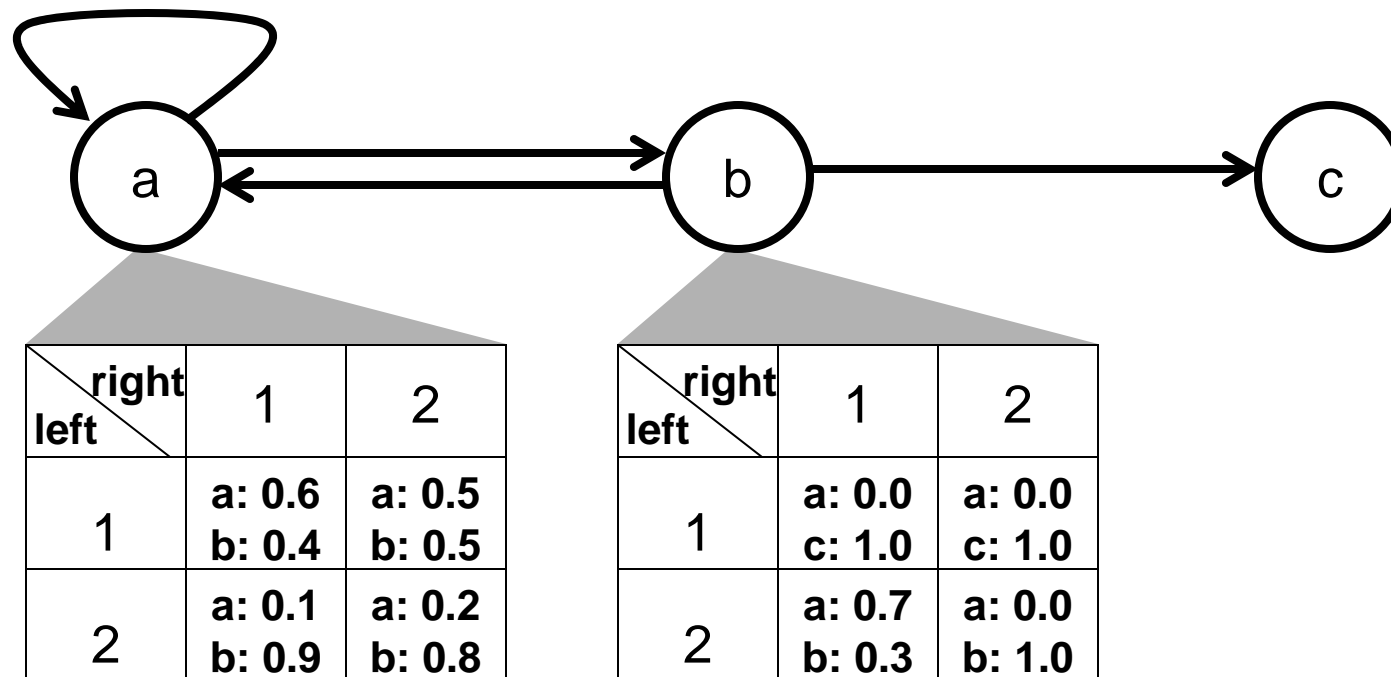 a b c
right right
left 1 2 left 1 2
1 a: 0.6 a: 0.5 1 a: 0.0 a: 0.0
b: 0.4 b: 0.5 c: 1.0 c: 1.0
2 a: 0.1 a: 0.2 2 a: 0.7 a: 0.0
b: 0.9 b: 0.8 b: 0.3 b: 1.0